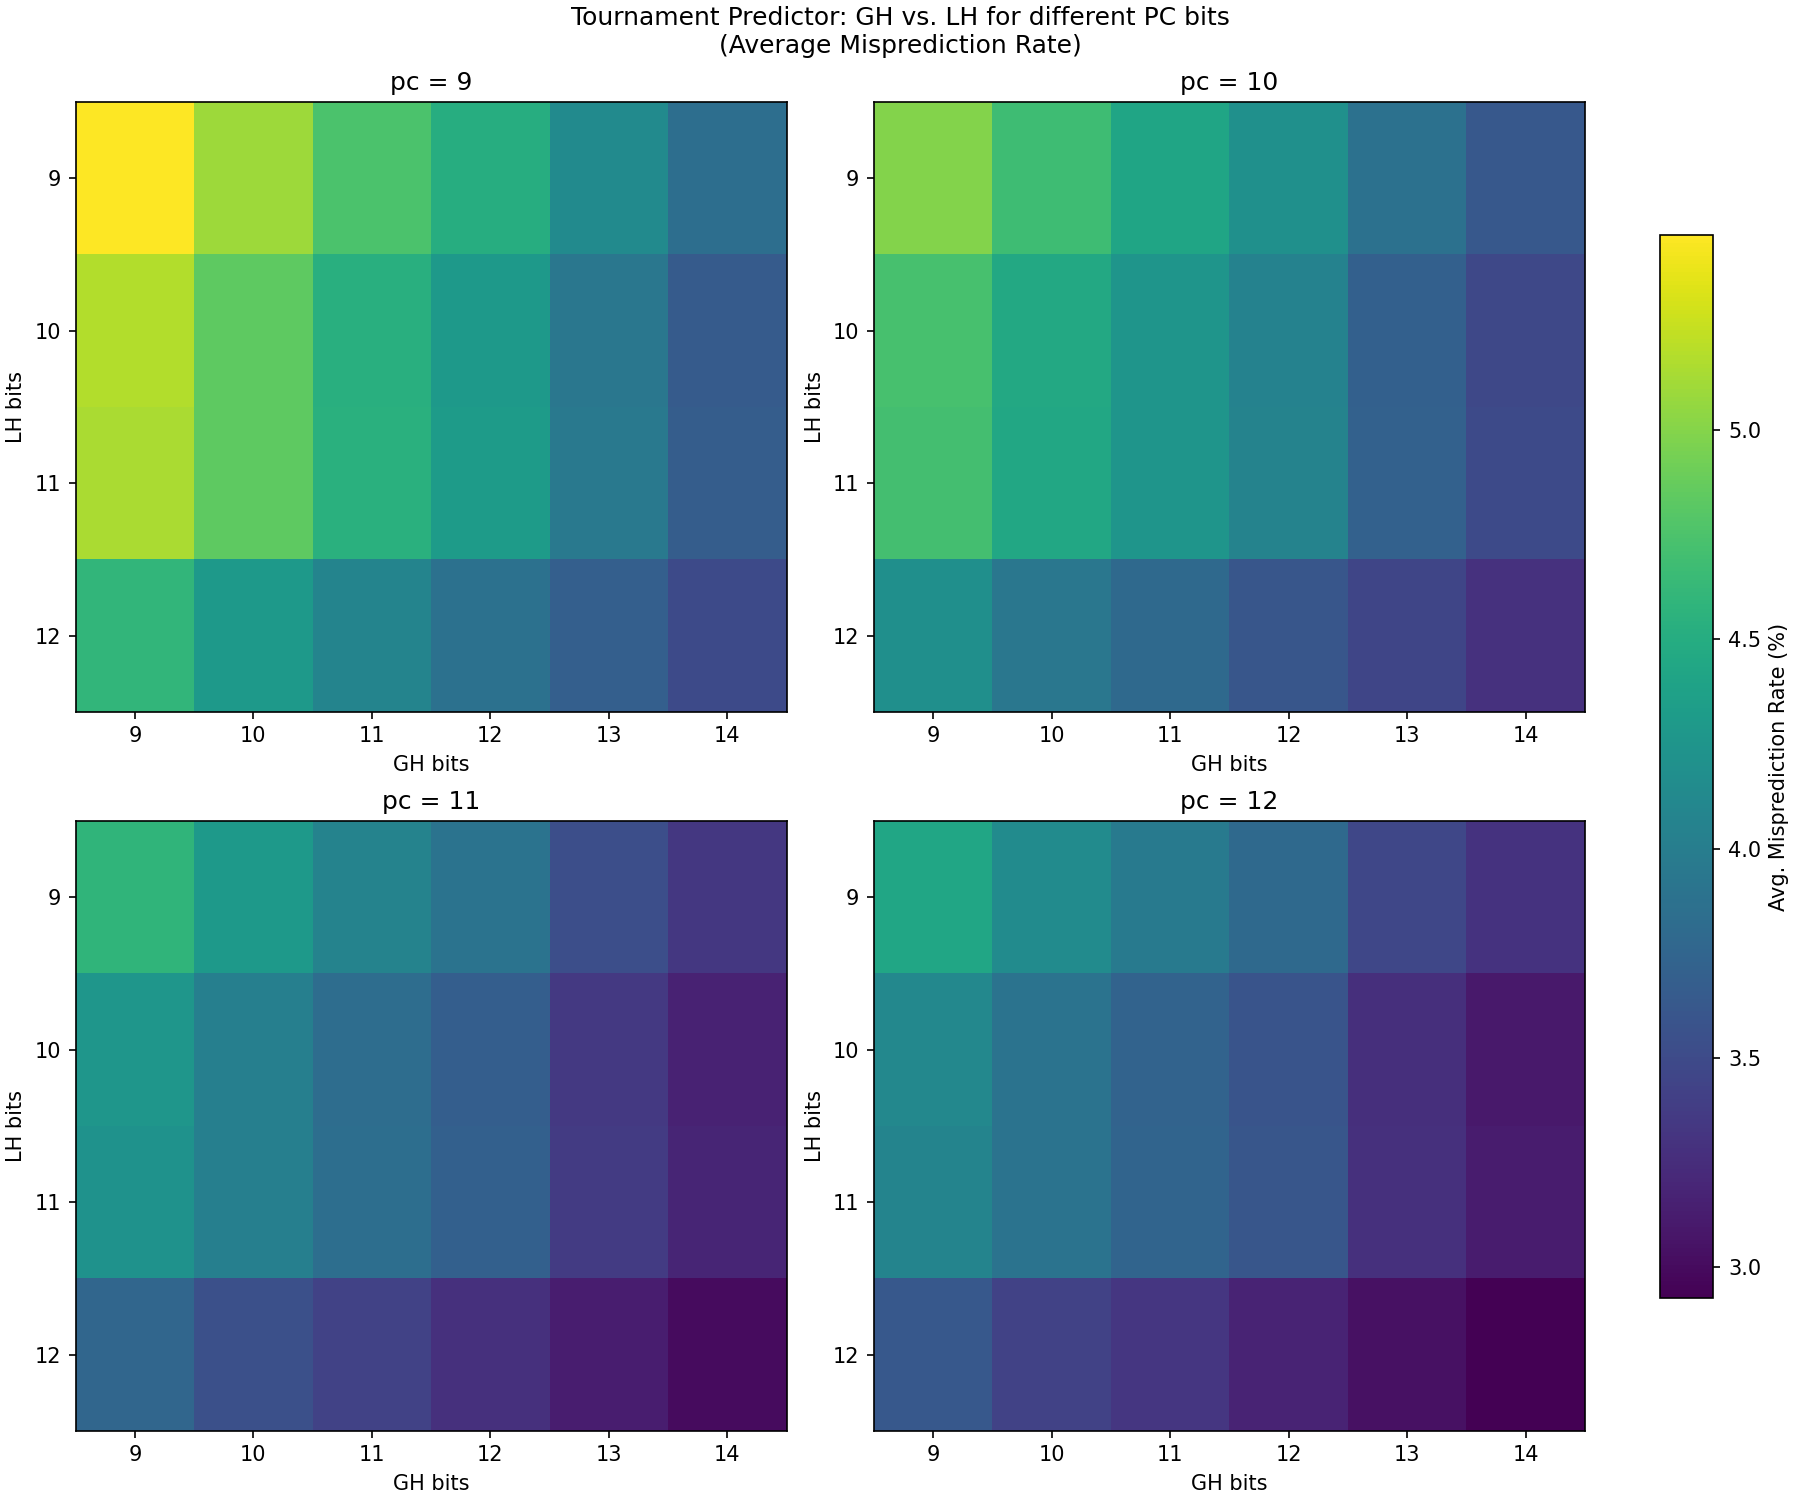 Tournament Predictor: GH vs. LH for different PC bits
(Average Misprediction Rate)
pc = 9
9
10
11
12
LH bits
9 10 11 12 13 14
GH bits
pc = 10
9
10
11
12
LH bits
9 10 11 12 13 14
GH bits
pc = 11
9
10
11
12
LH bits
9 10 11 12 13 14
GH bits
pc = 12
9
10
11
12
LH bits
9 10 11 12 13 14
GH bits
5.0
4.5
4.0
3.5
3.0
Avg. Misprediction Rate (%)